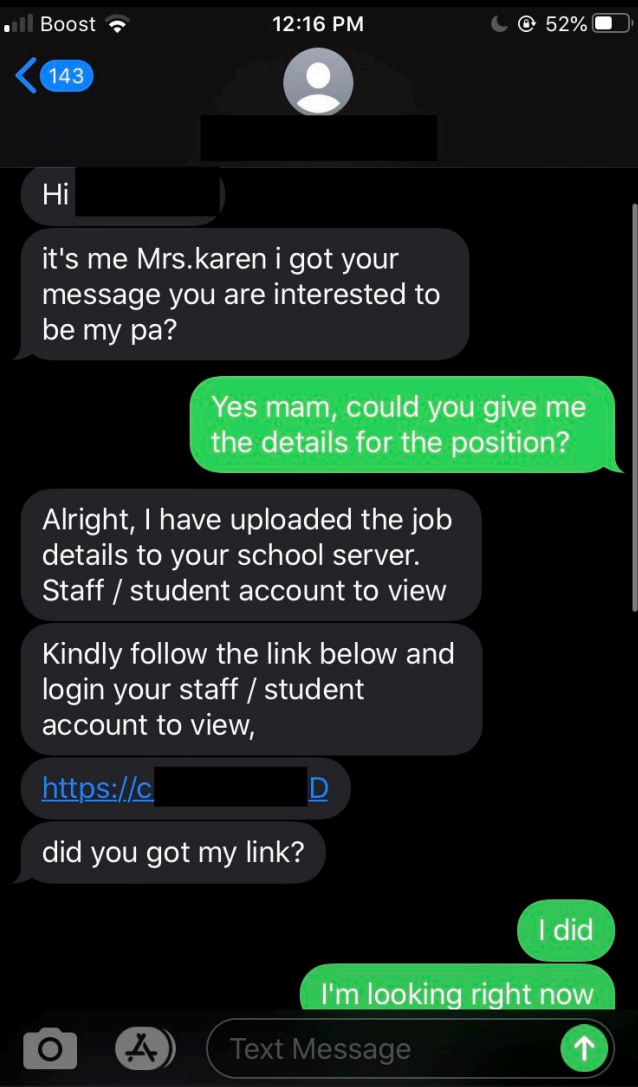 Boost 12:16 PM 52%
143
Hi
it's me Mrs.karen i got your
message you are interested to
be my pa?
Yes mam, could you give me
the details for the position?
Alright, I have uploaded the job
details to your school server.
Staff / student account to view
Kindly follow the link below and
login your staff / student
account to view,
https://c D
did you got my link?
I did
I'm looking right now
Text Message